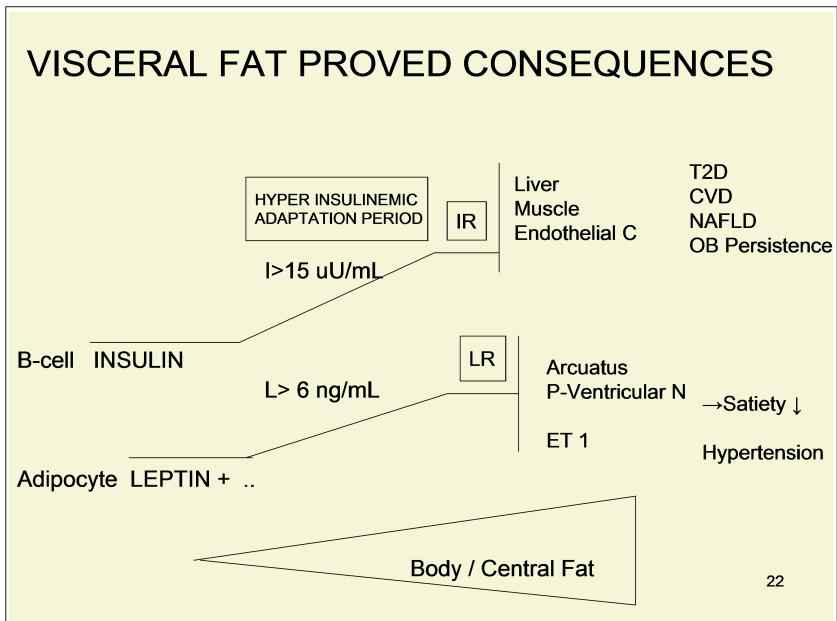 VISCERAL FAT PROVED CONSEQUENCES
HYPER INSULINEMIC
ADAPTATION PERIOD
IR
Liver
Muscle
Endothelial C
T2D
CVD
NAFLD
OB Persistence
I>15 uU/mL
B-cell INSULIN
LR
L> 6 ng/mL
Arcuatus
P-Ventricular N
ET 1
→Satiety ↓
Hypertension
Adipocyte LEPTIN + ..
Body / Central Fat
22